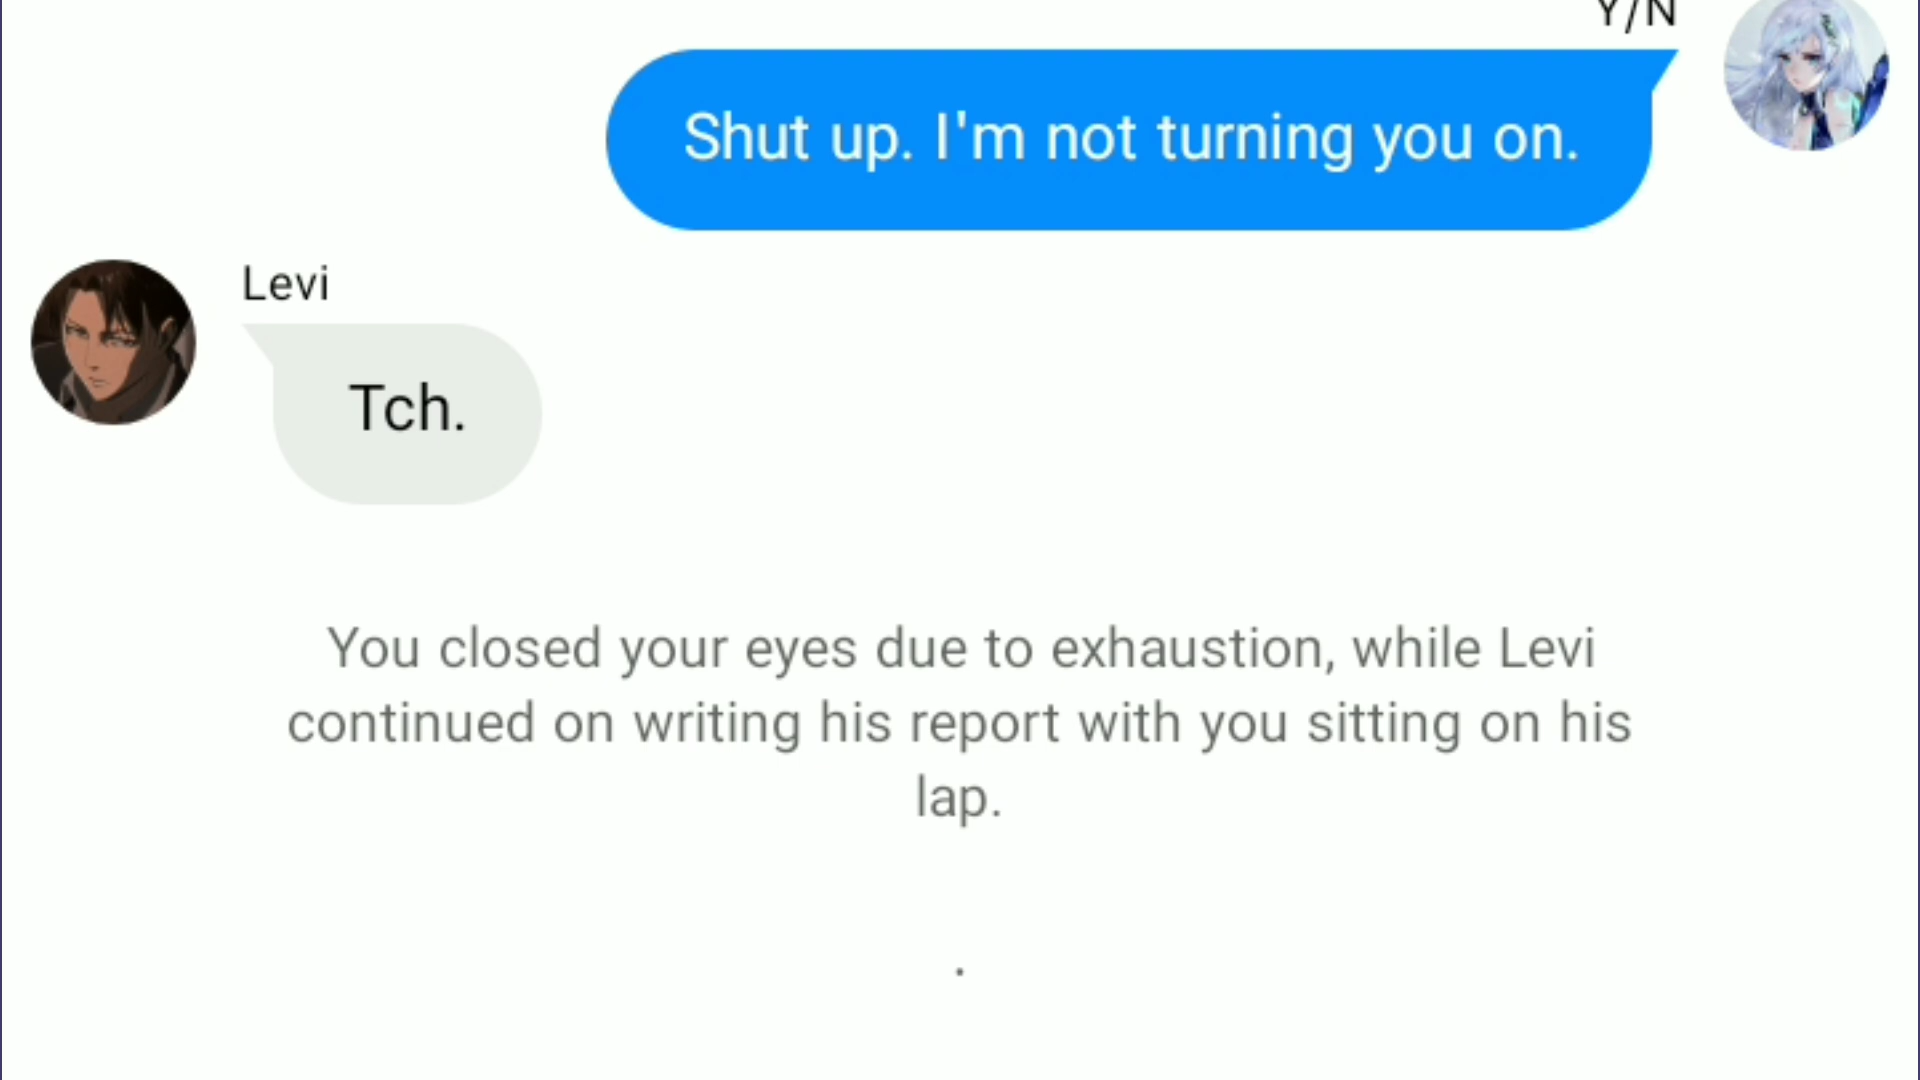 Y/N
Shut up. I'm not turning you on.
Levi
Tch.
You closed your eyes due to exhaustion, while Levi
continued on writing his report with you sitting on his
lap.
.